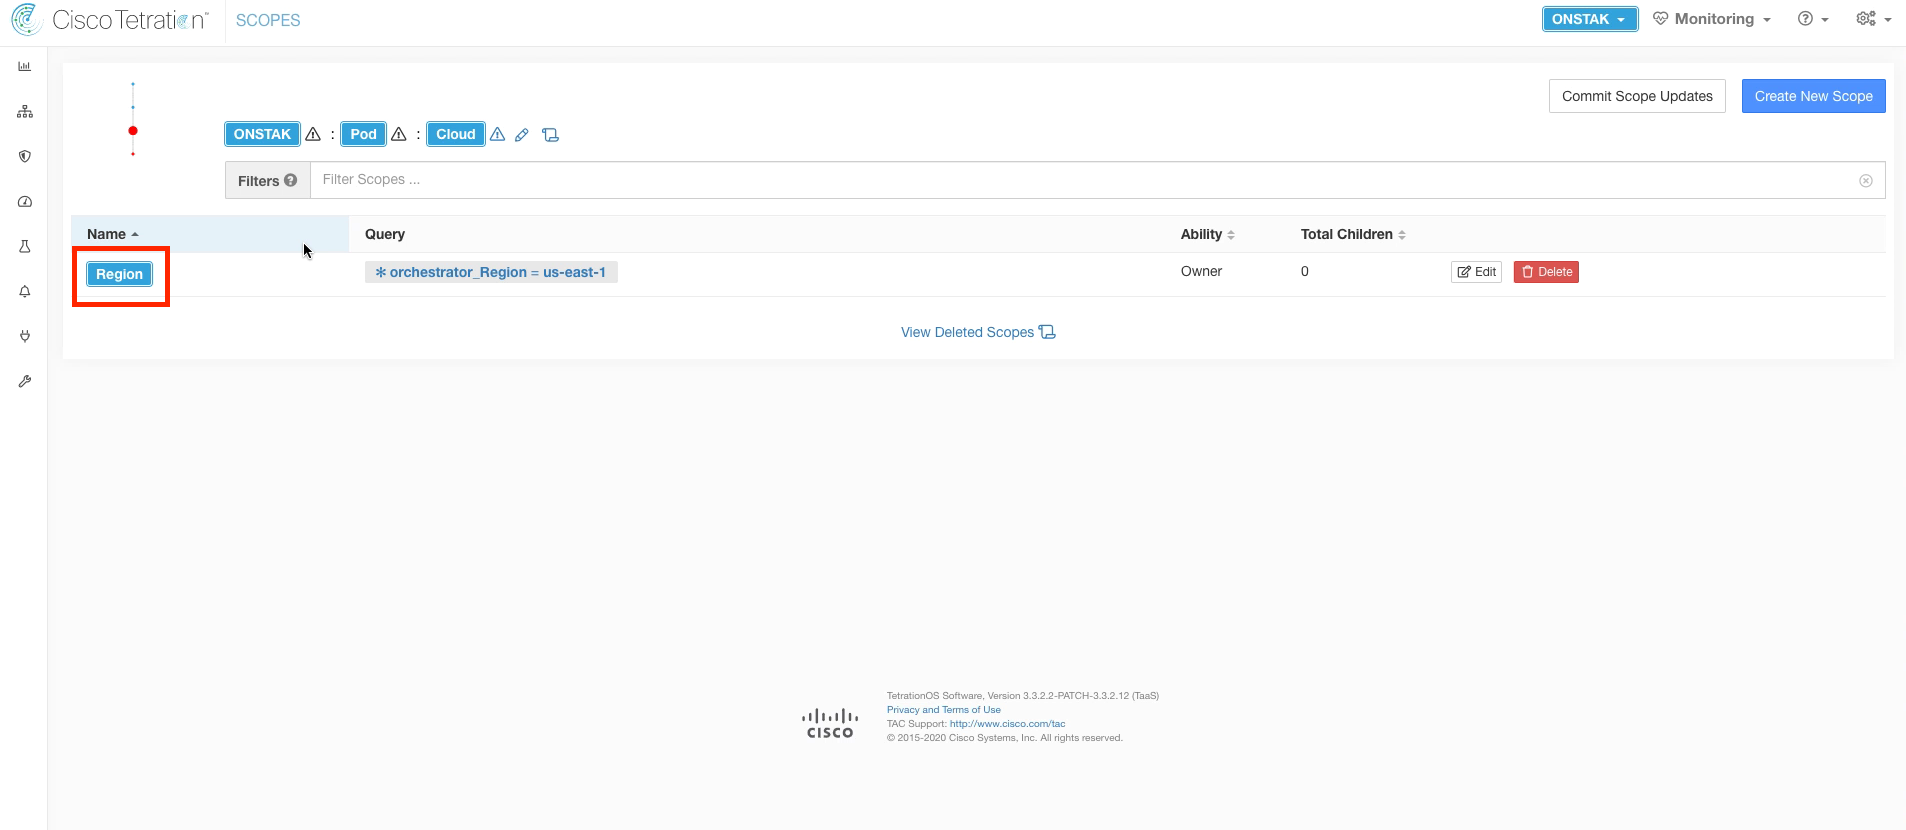 Cisco Tetration™ SCOPES ONSTAK Monitoring
Commit Scope Updates Create New Scope
ONSTAK : Pod : Cloud
Filters Filter Scopes ...
Name Query Ability Total Children
Region * orchestrator_Region = us-east-1 Owner 0 Edit Delete
View Deleted Scopes
TetrationOS Software, Version 3.3.2.2-PATCH-3.3.2.12 (TaaS)
Privacy and Terms of Use
TAC Support: http://www.cisco.com/tac
© 2015-2020 Cisco Systems, Inc. All rights reserved.
CISCO